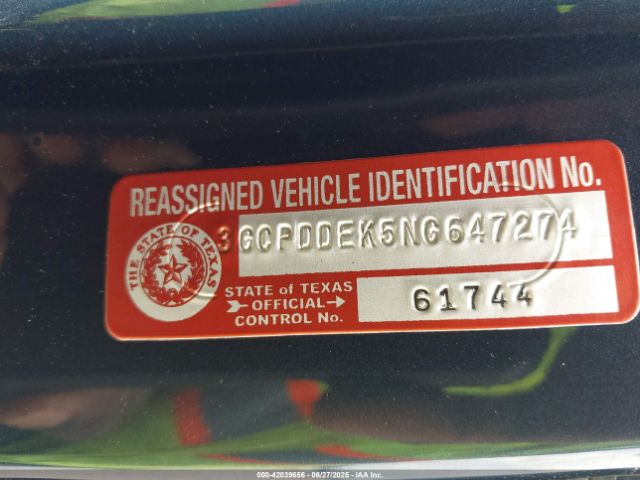 REASSIGNED VEHICLE IDENTIFICATION No.
3GCPDDEK5NG647274
THE STATE OF TEXAS
STATE of TEXAS
OFFICIAL
CONTROL No.
61744
000-42039656 - 06/27/2025 - IAA Inc.